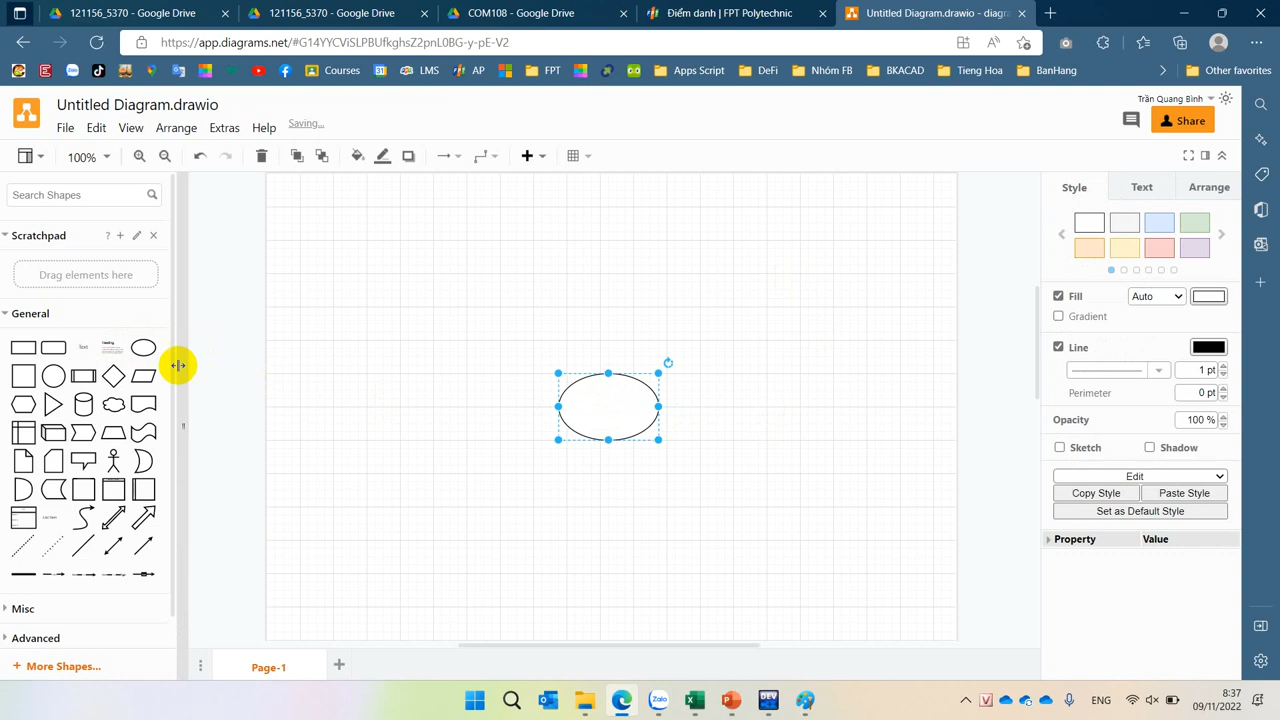 121156_5370 - Google Drive
121156_5370 - Google Drive
COM108 - Google Drive
Điểm danh | FPT Polytechnic
Untitled Diagram.drawio - diagra
https://app.diagrams.net/#G14YYCViSLPBUfkghsZ2pnL0BG-y-pE-V2
Courses
LMS
AP
FPT
Apps Script
DeFi
Nhóm FB
BKACAD
Tieng Hoa
BanHang
Other favorites
Untitled Diagram.drawio
Trần Quang Bình
File Edit View Arrange Extras Help Saving...
Share
100%
Search Shapes
Style Text Arrange
Scratchpad
?
Drag elements here
General
Text
Heading
Fill Auto
Gradient
Line
1 pt
Perimeter 0 pt
Opacity 100 %
Sketch Shadow
Edit
Copy Style Paste Style
Set as Default Style
Property Value
Misc
Advanced
+ More Shapes...
Page-1
ENG
8:37
09/11/2022